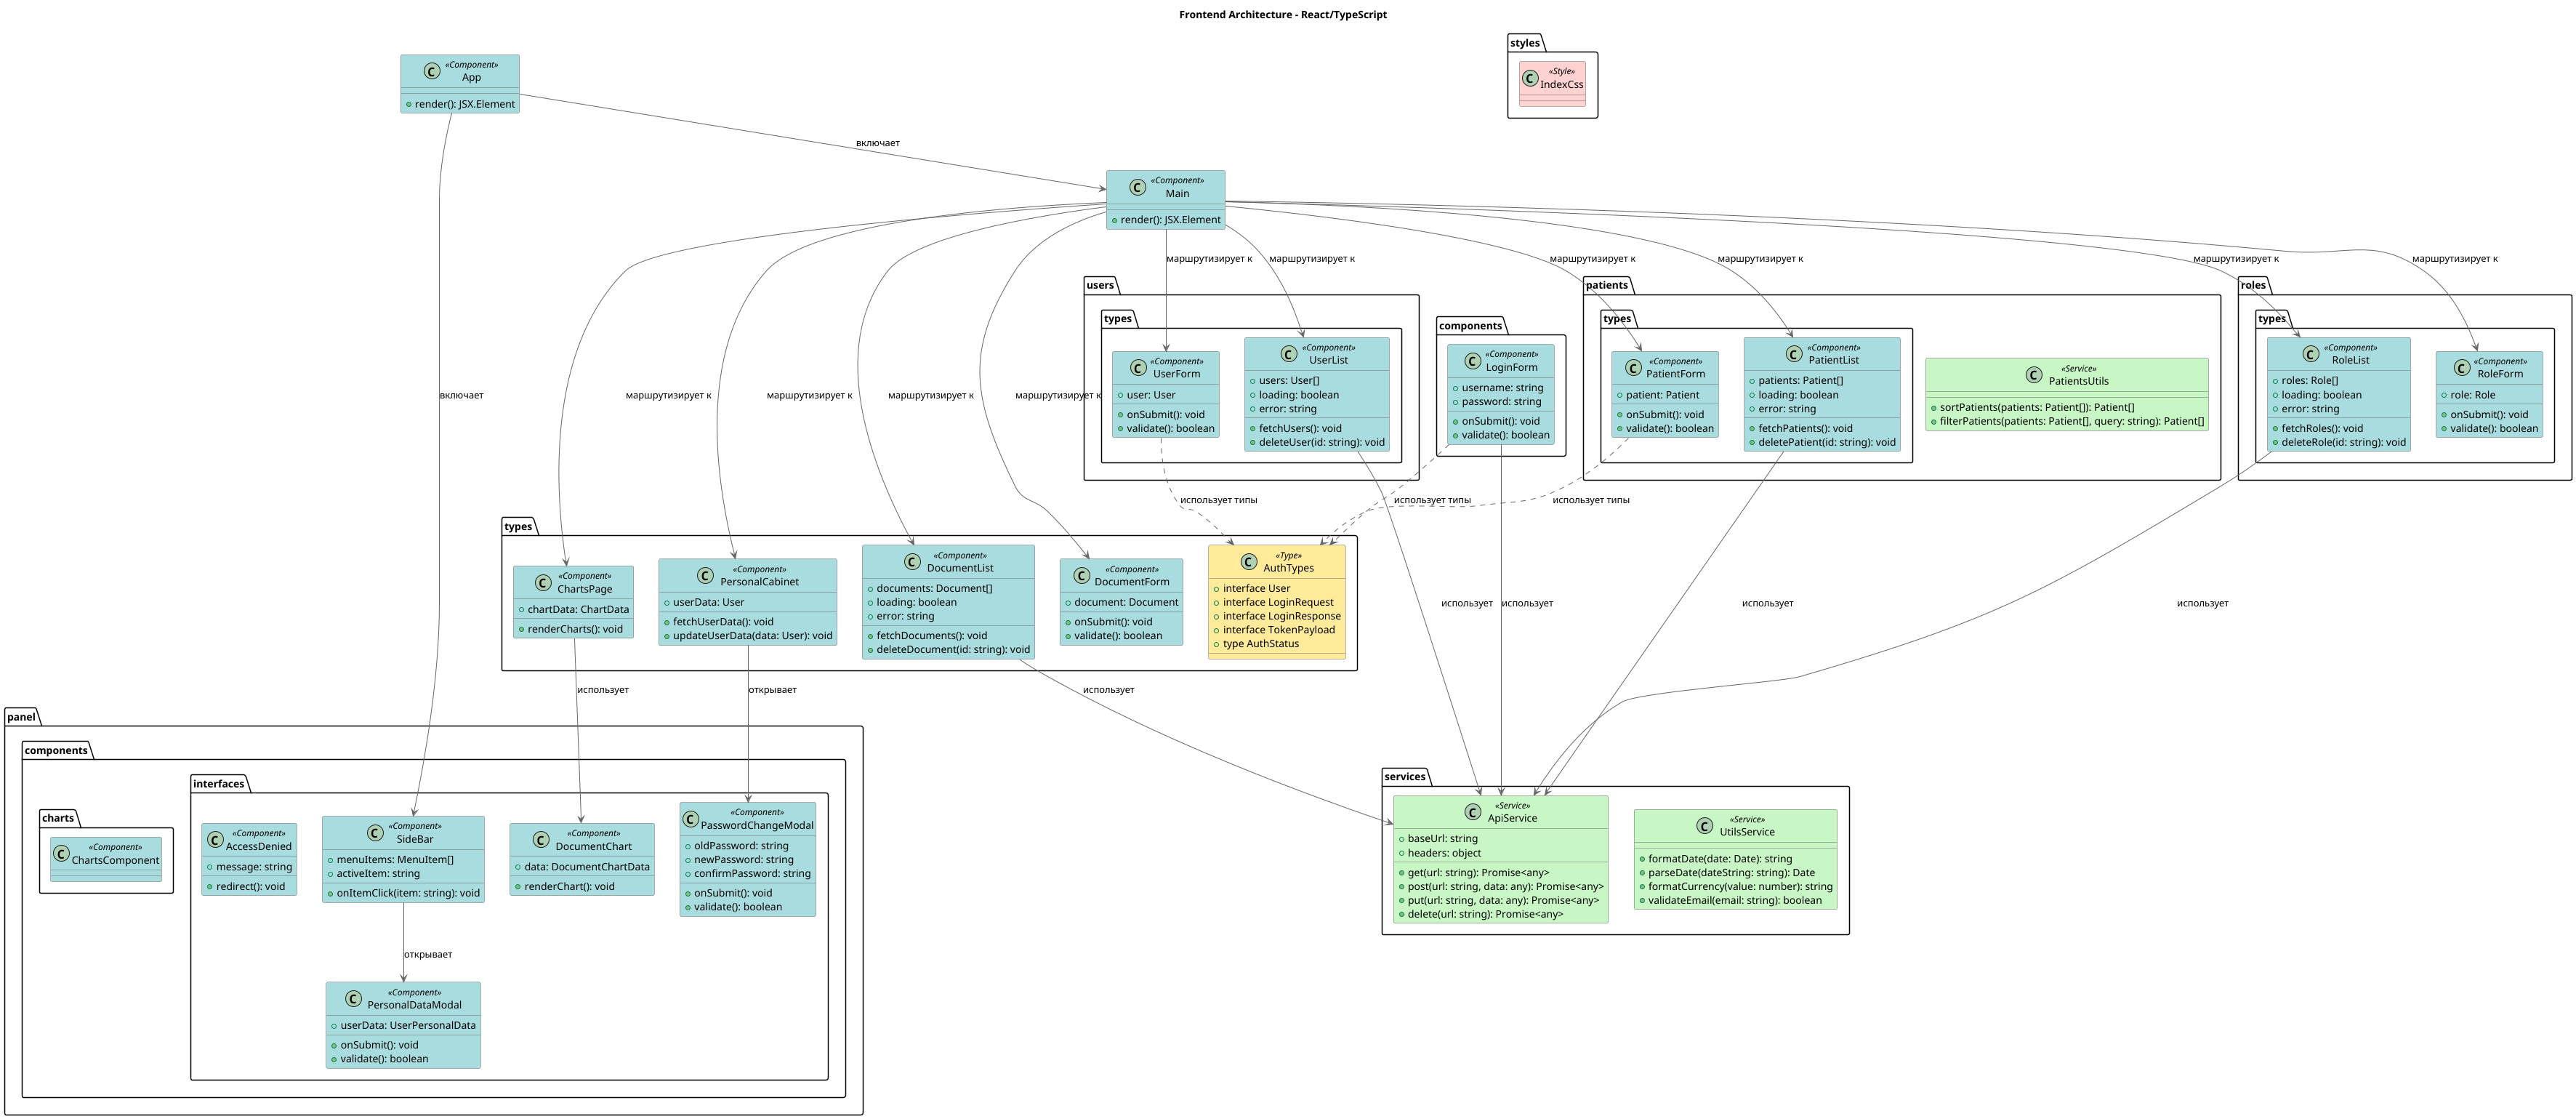 Frontend Architecture - React/TypeScript
styles
«Style»
IndexCss
«Component»
App
render(): JSX.Element
включает
«Component»
Main
render(): JSX.Element
маршрутизирует к
маршрутизирует к
маршрутизирует к
маршрутизирует к
маршрутизирует к
маршрутизирует к
users
types
«Component»
UserForm
user: User
onSubmit(): void
validate(): boolean
«Component»
UserList
users: User[]
loading: boolean
error: string
fetchUsers(): void
deleteUser(id: string): void
components
«Component»
LoginForm
username: string
password: string
onSubmit(): void
validate(): boolean
patients
types
«Component»
PatientForm
patient: Patient
onSubmit(): void
validate(): boolean
«Component»
PatientList
patients: Patient[]
loading: boolean
error: string
fetchPatients(): void
deletePatient(id: string): void
«Service»
PatientsUtils
sortPatients(patients: Patient[]): Patient[]
filterPatients(patients: Patient[], query: string): Patient[]
roles
types
«Component»
RoleList
roles: Role[]
loading: boolean
error: string
fetchRoles(): void
deleteRole(id: string): void
«Component»
RoleForm
role: Role
onSubmit(): void
validate(): boolean
включает
маршрутизирует к
маршрутизирует к
маршрутизирует к
маршрутизирует к
использует типы
использует типы
использует типы
types
«Component»
ChartsPage
chartData: ChartData
renderCharts(): void
«Component»
PersonalCabinet
userData: User
fetchUserData(): void
updateUserData(data: User): void
«Component»
DocumentList
documents: Document[]
loading: boolean
error: string
fetchDocuments(): void
deleteDocument(id: string): void
«Component»
DocumentForm
document: Document
onSubmit(): void
validate(): boolean
«Type»
AuthTypes
interface User
interface LoginRequest
interface LoginResponse
interface TokenPayload
type AuthStatus
использует
использует
использует
использует
использует
открывает
использует
panel
components
charts
«Component»
ChartsComponent
interfaces
«Component»
AccessDenied
message: string
redirect(): void
«Component»
SideBar
menuItems: MenuItem[]
activeItem: string
onItemClick(item: string): void
«Component»
DocumentChart
data: DocumentChartData
renderChart(): void
«Component»
PasswordChangeModal
oldPassword: string
newPassword: string
confirmPassword: string
onSubmit(): void
validate(): boolean
открывает
«Component»
PersonalDataModal
userData: UserPersonalData
onSubmit(): void
validate(): boolean
services
«Service»
ApiService
baseUrl: string
headers: object
get(url: string): Promise<any>
post(url: string, data: any): Promise<any>
put(url: string, data: any): Promise<any>
delete(url: string): Promise<any>
«Service»
UtilsService
formatDate(date: Date): string
parseDate(dateString: string): Date
formatCurrency(value: number): string
validateEmail(email: string): boolean